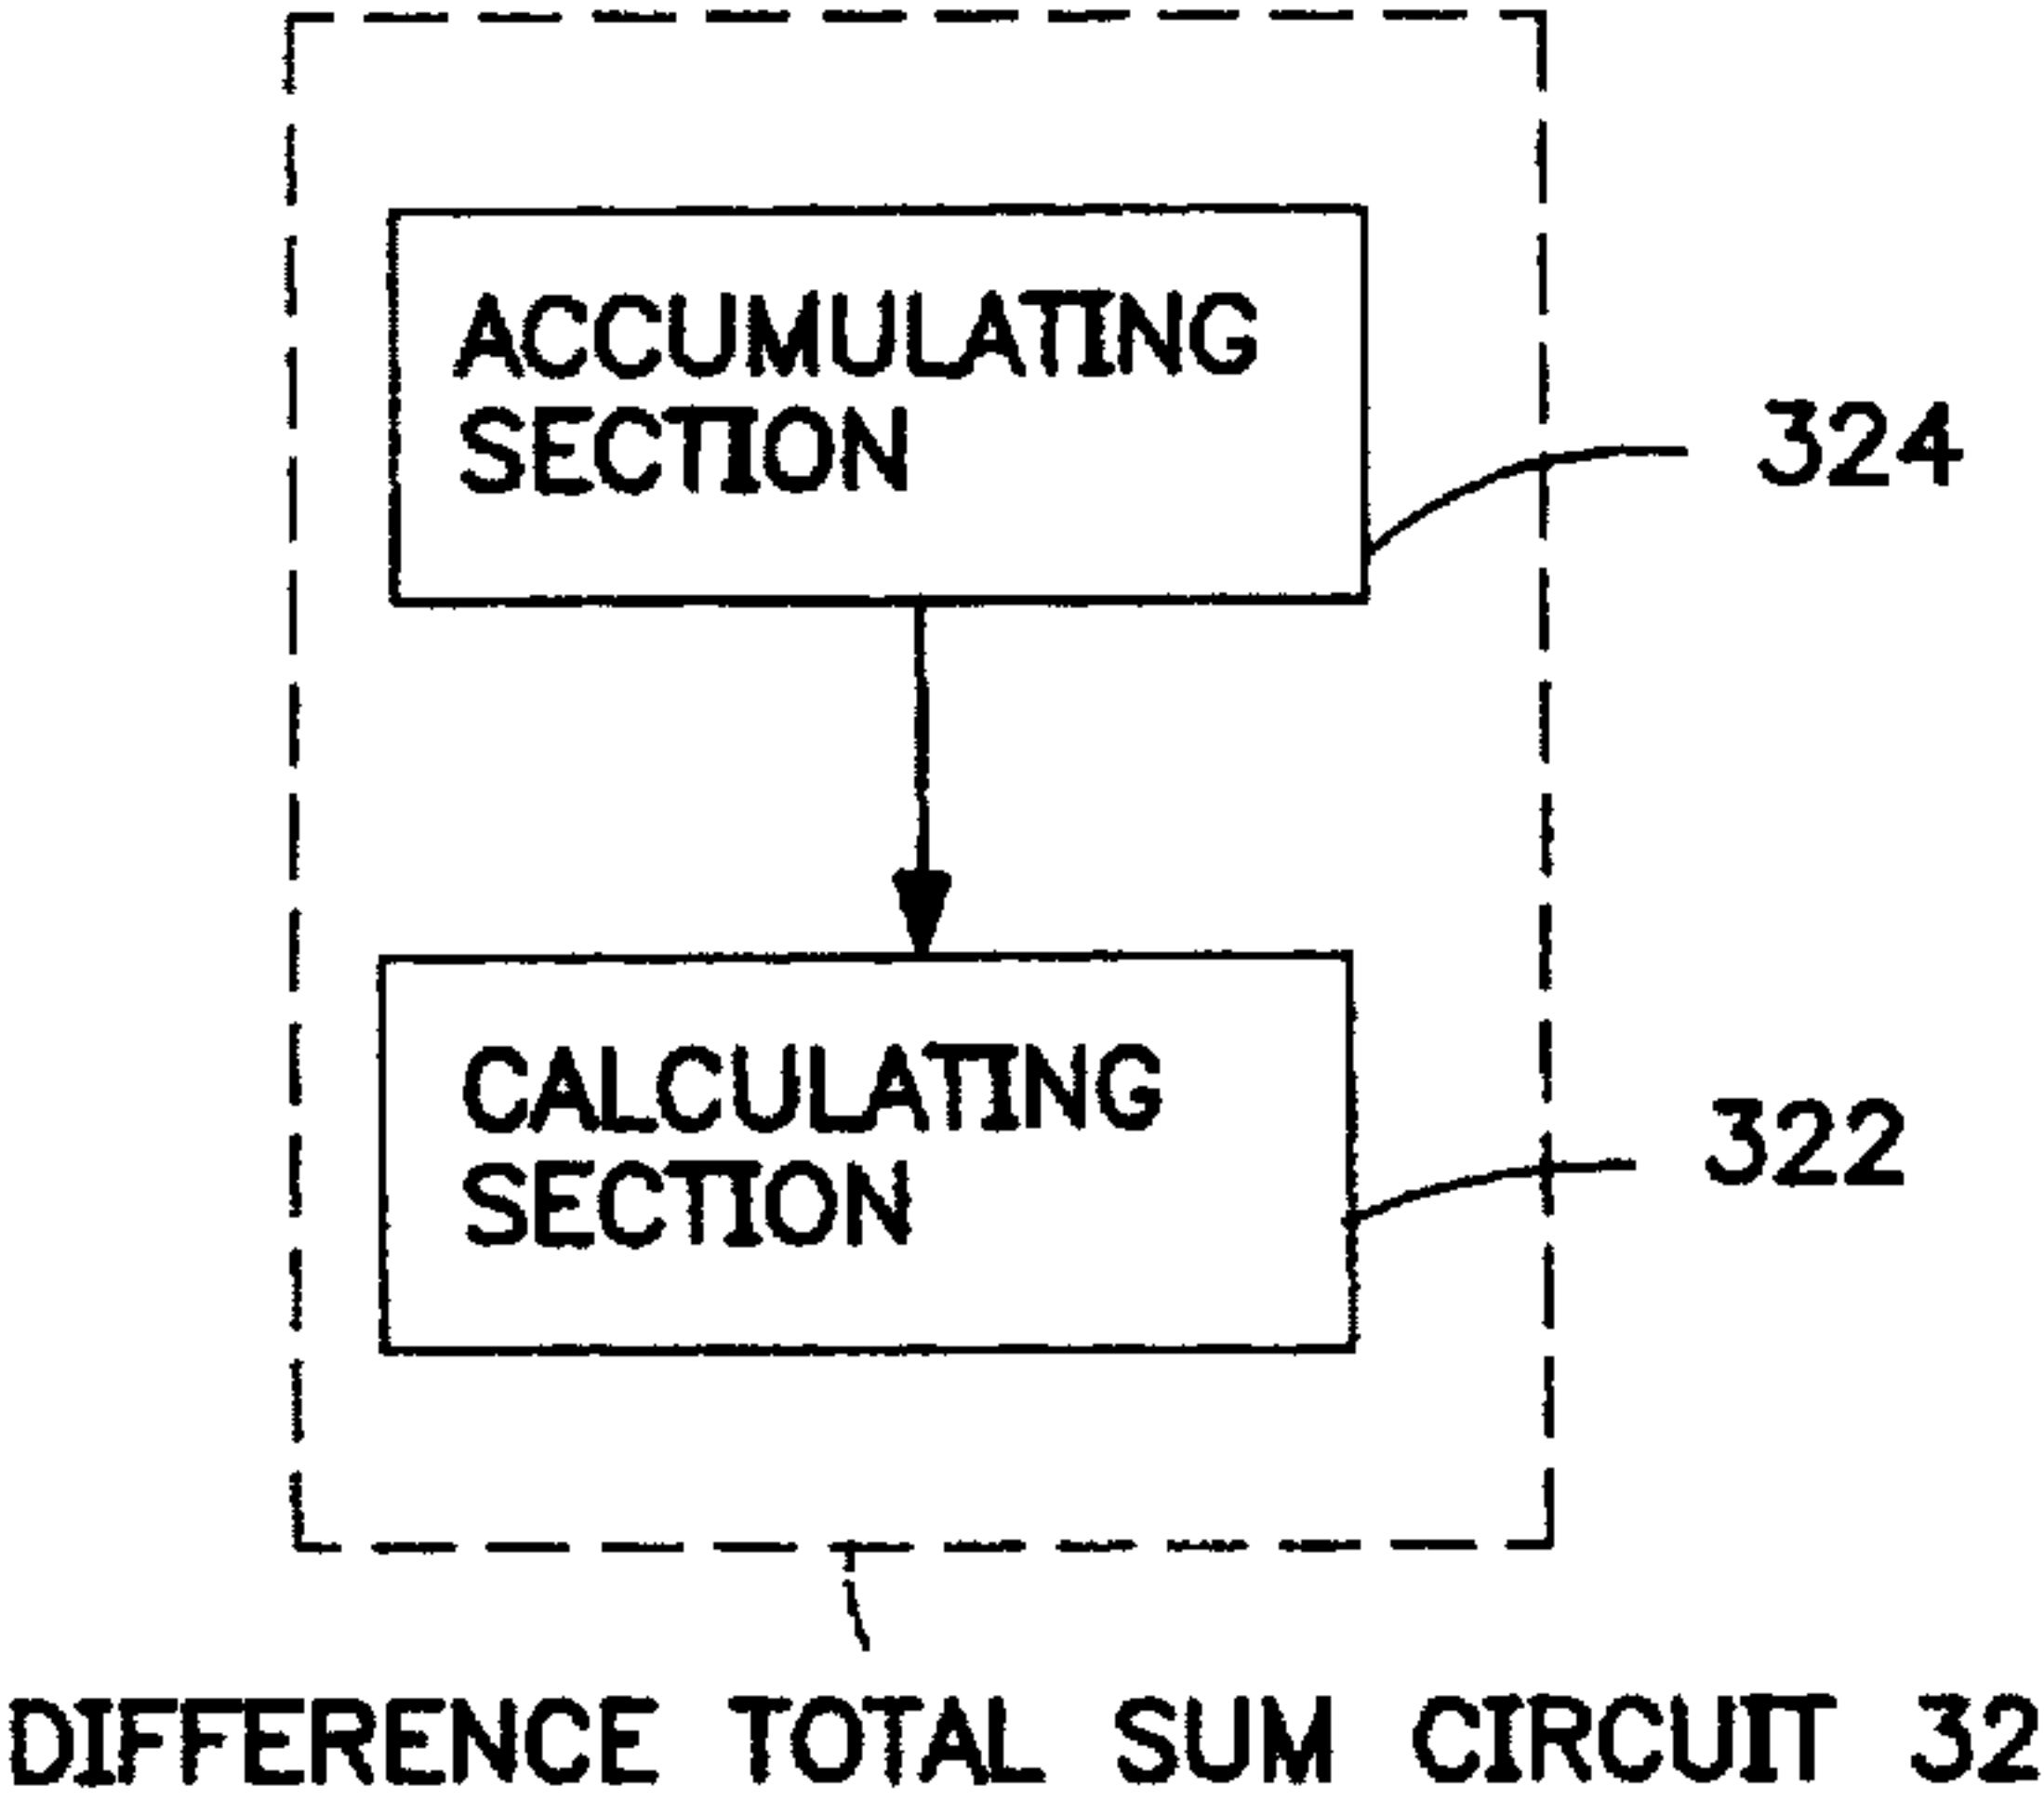 ACCUMULATING
SECTION
324
CALCULATING
SECTION
322
DIFFERENCE TOTAL SUM CIRCUIT 32